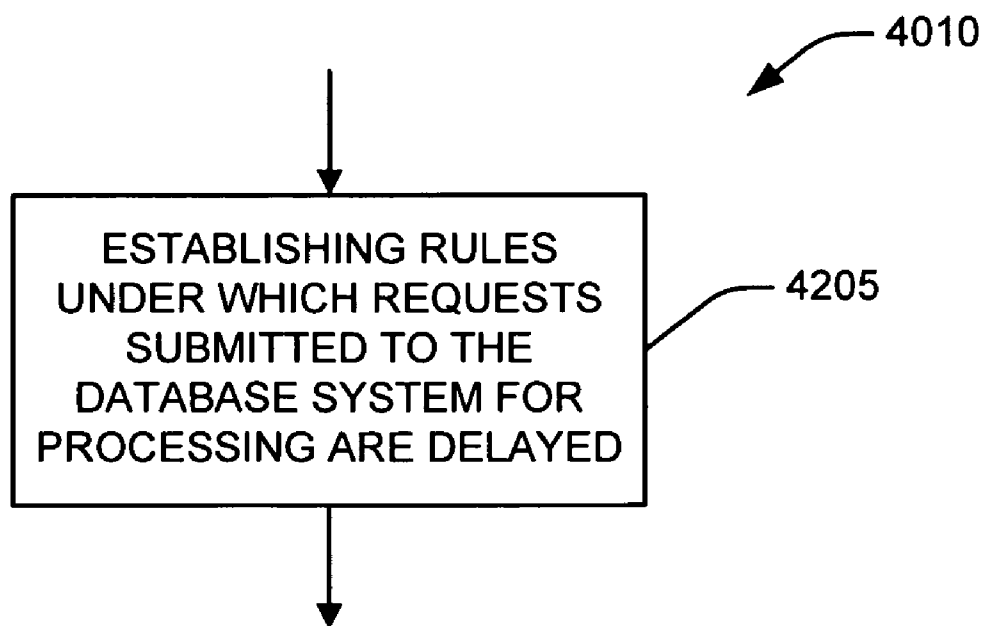 4010
ESTABLISHING RULES
UNDER WHICH REQUESTS
SUBMITTED TO THE
DATABASE SYSTEM FOR
PROCESSING ARE DELAYED
4205